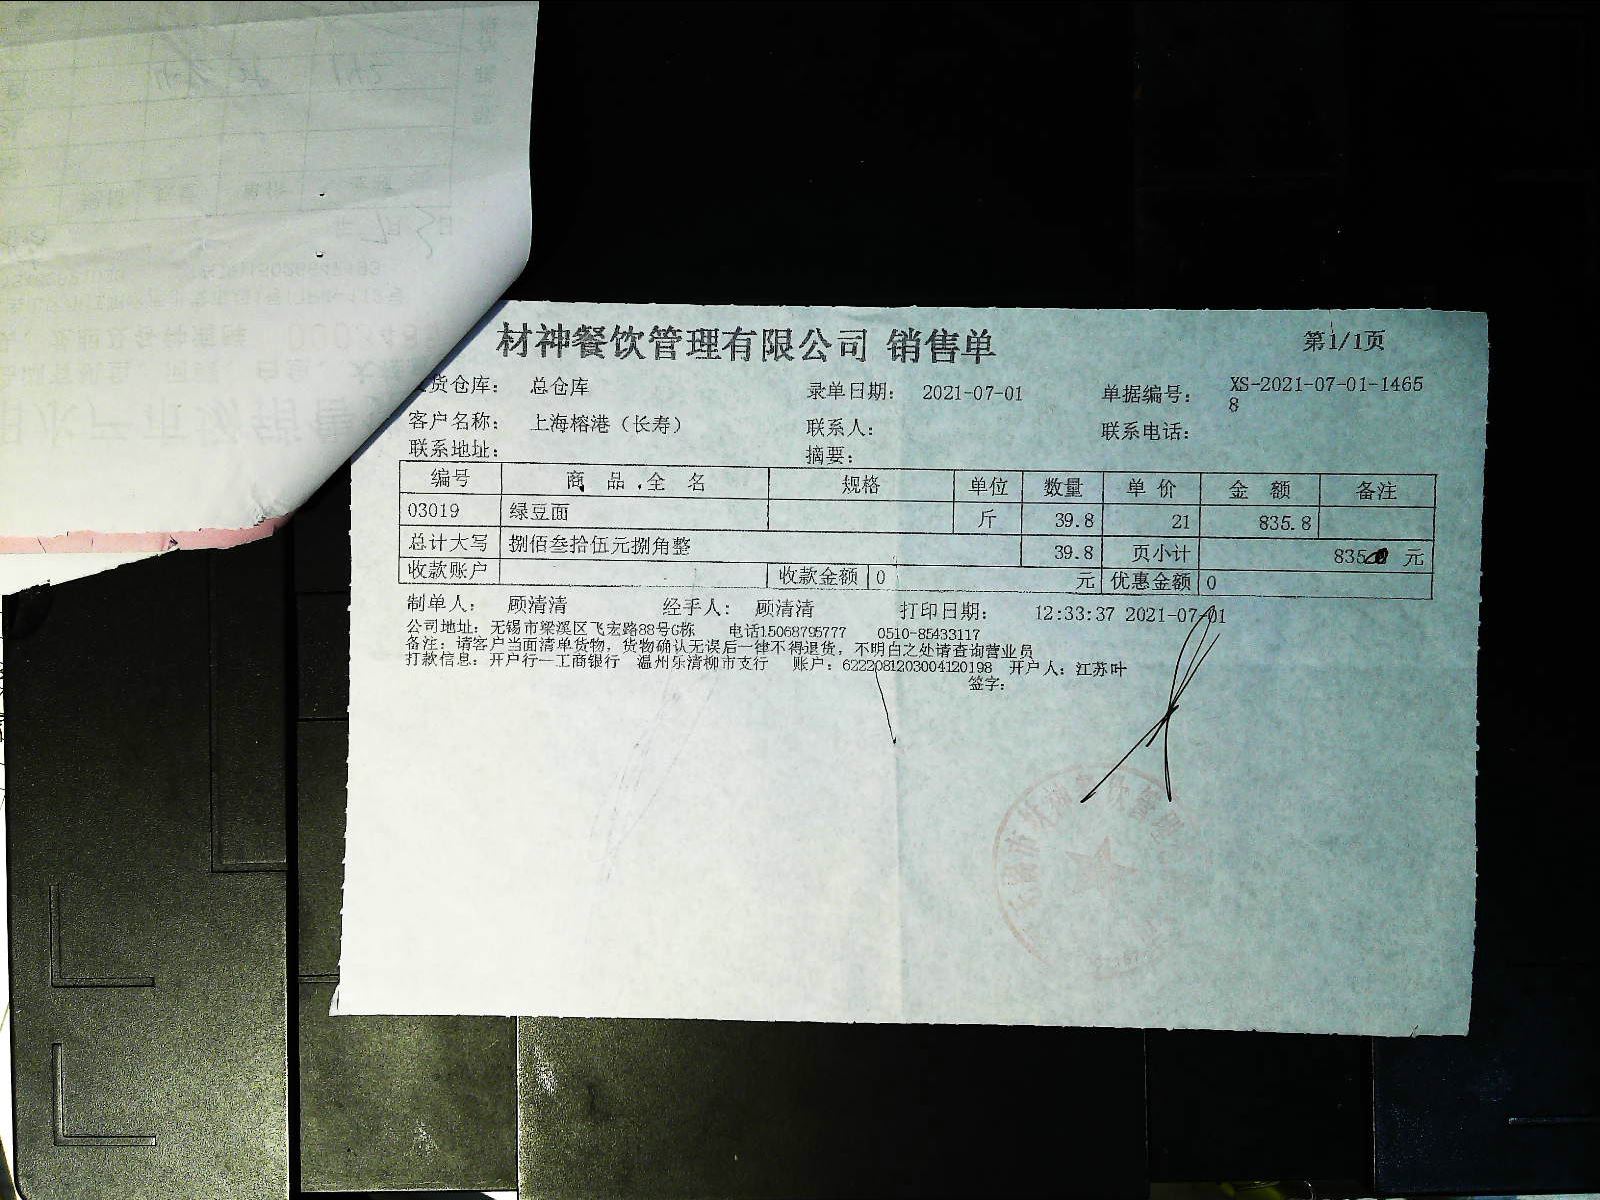 材神餐饮管理有限公司 销售单
第1/1页
货仓库： 总仓库 录单日期： 2021-07-01 单据编号： XS-2021-07-01-1465
8
客户名称： 上海榕港（长寿） 联系人： 联系电话：
联系地址： 摘要：
编号 商 品 全 名 规格 单位 数量 单 价 金 额 备注
03019 绿豆面 斤 39.8 21 835.8
总计大写 捌佰叁拾伍元捌角整 39.8 页小计 835 元
收款账户 收款金额 0 元 优惠金额 0
制单人： 顾清清 经手人： 顾清清 打印日期： 12:33:37 2021-07-01
公司地址：无锡市梁溪区飞宏路88号G栋 电话15068795777 0510-85433117
备注：请客户当面清单货物，货物确认无误后一律不得退货，不明白之处请查询营业员
打款信息：开户行一工商银行 温州乐清柳市支行 账户：6222081203004120198 开户人：江苏叶
签字：